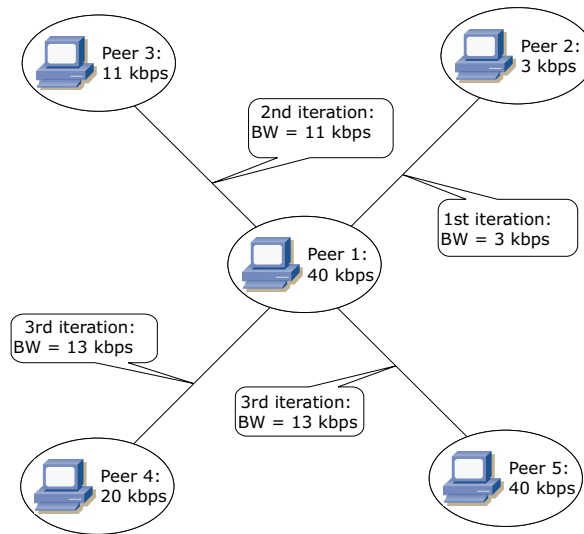 Peer 3:
11 kbps
Peer 2:
3 kbps
2nd iteration:
BW = 11 kbps
1st iteration:
BW = 3 kbps
Peer 1:
40 kbps
3rd iteration:
BW = 13 kbps
3rd iteration:
BW = 13 kbps
Peer 4:
20 kbps
Peer 5:
40 kbps